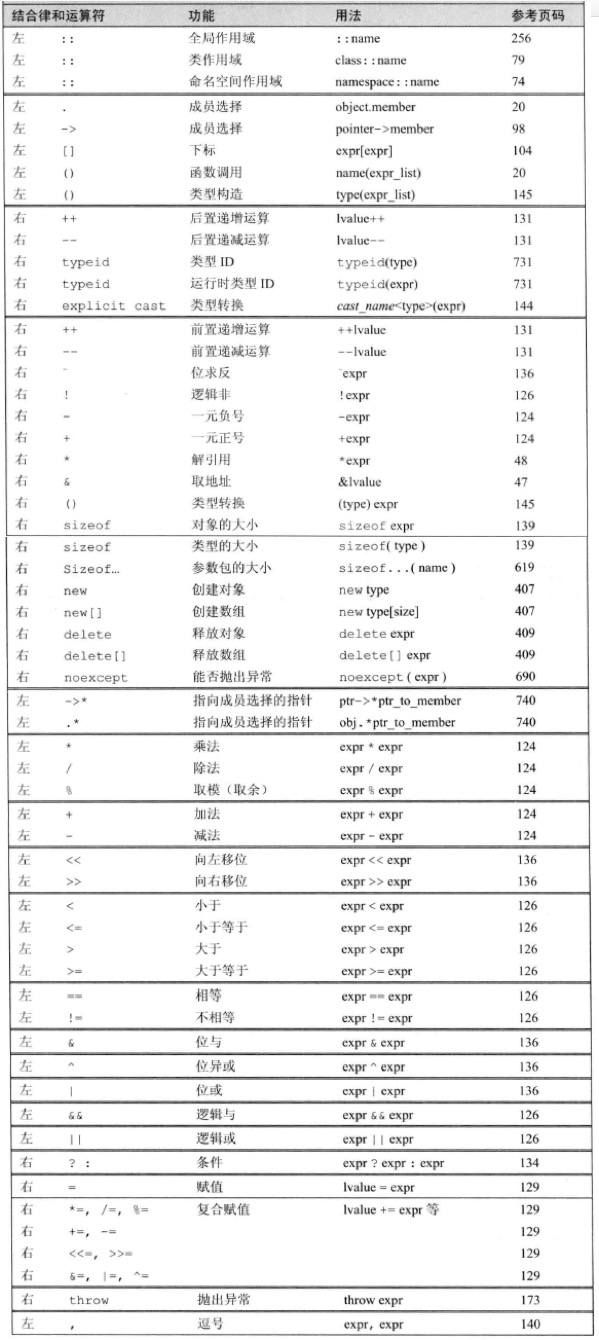 结合律和运算符 功能 用法 参考页码
左 :: 全局作用域 ::name 256
左 :: 类作用域 class::name 79
左 :: 命名空间作用域 namespace::name 74
左 . 成员选择 object.member 20
左 -> 成员选择 pointer->member 98
左 [] 下标 expr[expr] 104
左 () 函数调用 name(expr_list) 20
左 () 类型构造 type(expr_list) 145
右 ++ 后置递增运算 lvalue++ 131
右 -- 后置递减运算 lvalue-- 131
右 typeid 类型 ID typeid(type) 731
右 typeid 运行时类型 ID typeid(expr) 731
右 explicit cast 类型转换 cast_name<type>(expr) 144
右 ++ 前置递增运算 ++lvalue 131
右 -- 前置递减运算 --lvalue 131
右 ~ 位求反 ~expr 136
右 ! 逻辑非 !expr 126
右 - 一元负号 -expr 124
右 + 一元正号 +expr 124
右 * 解引用 *expr 48
右 & 取地址 &lvalue 47
右 () 类型转换 (type) expr 145
右 sizeof 对象的大小 sizeof expr 139
右 sizeof 类型的大小 sizeof( type ) 139
右 Sizeof… 参数包的大小 sizeof...( name ) 619
右 new 创建对象 new type 407
右 new[] 创建数组 new type[size] 407
右 delete 释放对象 delete expr 409
右 delete[] 释放数组 delete[] expr 409
右 noexcept 能否抛出异常 noexcept ( expr ) 690
左 ->* 指向成员选择的指针 ptr->*ptr_to_member 740
左 .* 指向成员选择的指针 obj.*ptr_to_member 740
左 * 乘法 expr * expr 124
左 / 除法 expr / expr 124
左 % 取模（取余） expr % expr 124
左 + 加法 expr + expr 124
左 - 减法 expr - expr 124
左 << 向左移位 expr << expr 136
左 >> 向右移位 expr >> expr 136
左 < 小于 expr < expr 126
左 <= 小于等于 expr <= expr 126
左 > 大于 expr > expr 126
左 >= 大于等于 expr >= expr 126
左 == 相等 expr == expr 126
左 != 不相等 expr != expr 126
左 & 位与 expr & expr 136
左 ^ 位异或 expr ^ expr 136
左 | 位或 expr | expr 136
左 && 逻辑与 expr && expr 126
左 || 逻辑或 expr || expr 126
右 ? : 条件 expr ? expr : expr 134
右 = 赋值 lvalue = expr 129
右 *=, /=, %= 复合赋值 lvalue += expr 等 129
右 +=, -= 129
右 <<=, >>= 129
右 &=, |=, ^= 129
右 throw 抛出异常 throw expr 173
左 , 逗号 expr, expr 140